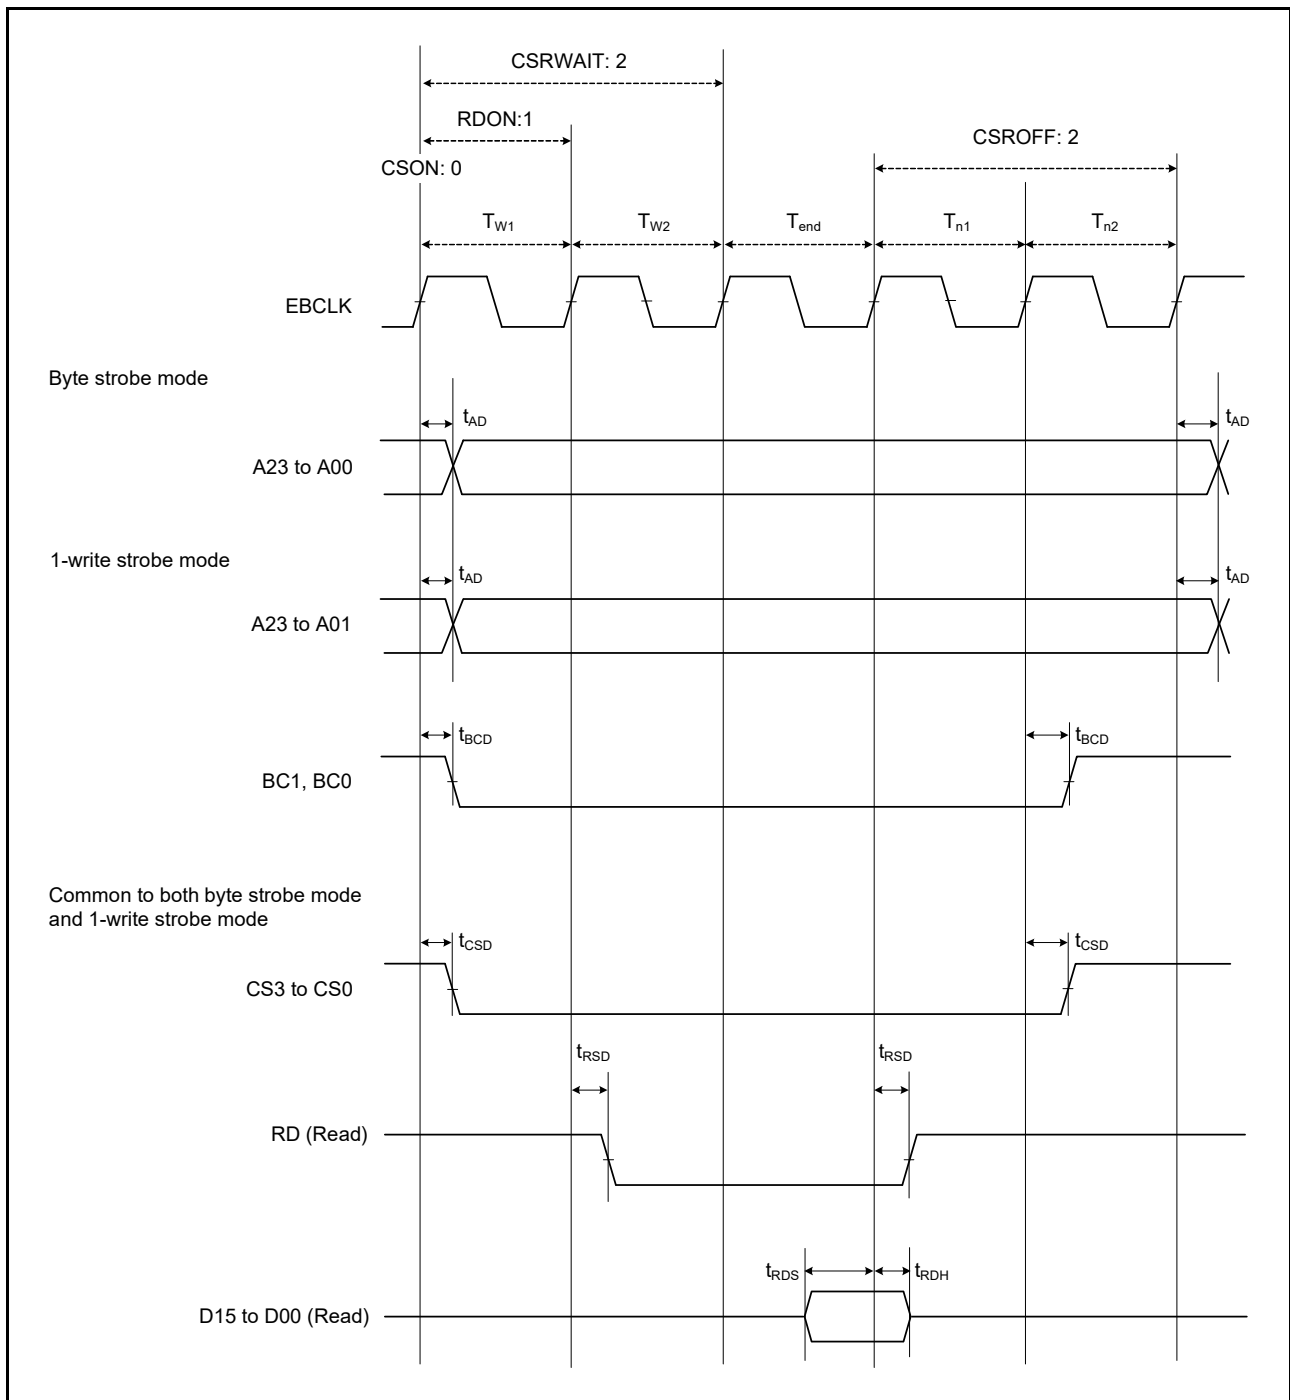 CSRWAIT: 2
RDON:1
CSROFF: 2
CSON: 0
TW1
TW2
Tend
Tn1
Tn2
EBCLK
Byte strobe mode
tAD
tAD
A23 to A00
1-write strobe mode
tAD
tAD
A23 to A01
tBCD
tBCD
BC1, BC0
Common to both byte strobe mode
and 1-write strobe mode
tCSD
tCSD
CS3 to CS0
tRSD
tRSD
RD (Read)
tRDS
tRDH
D15 to D00 (Read)